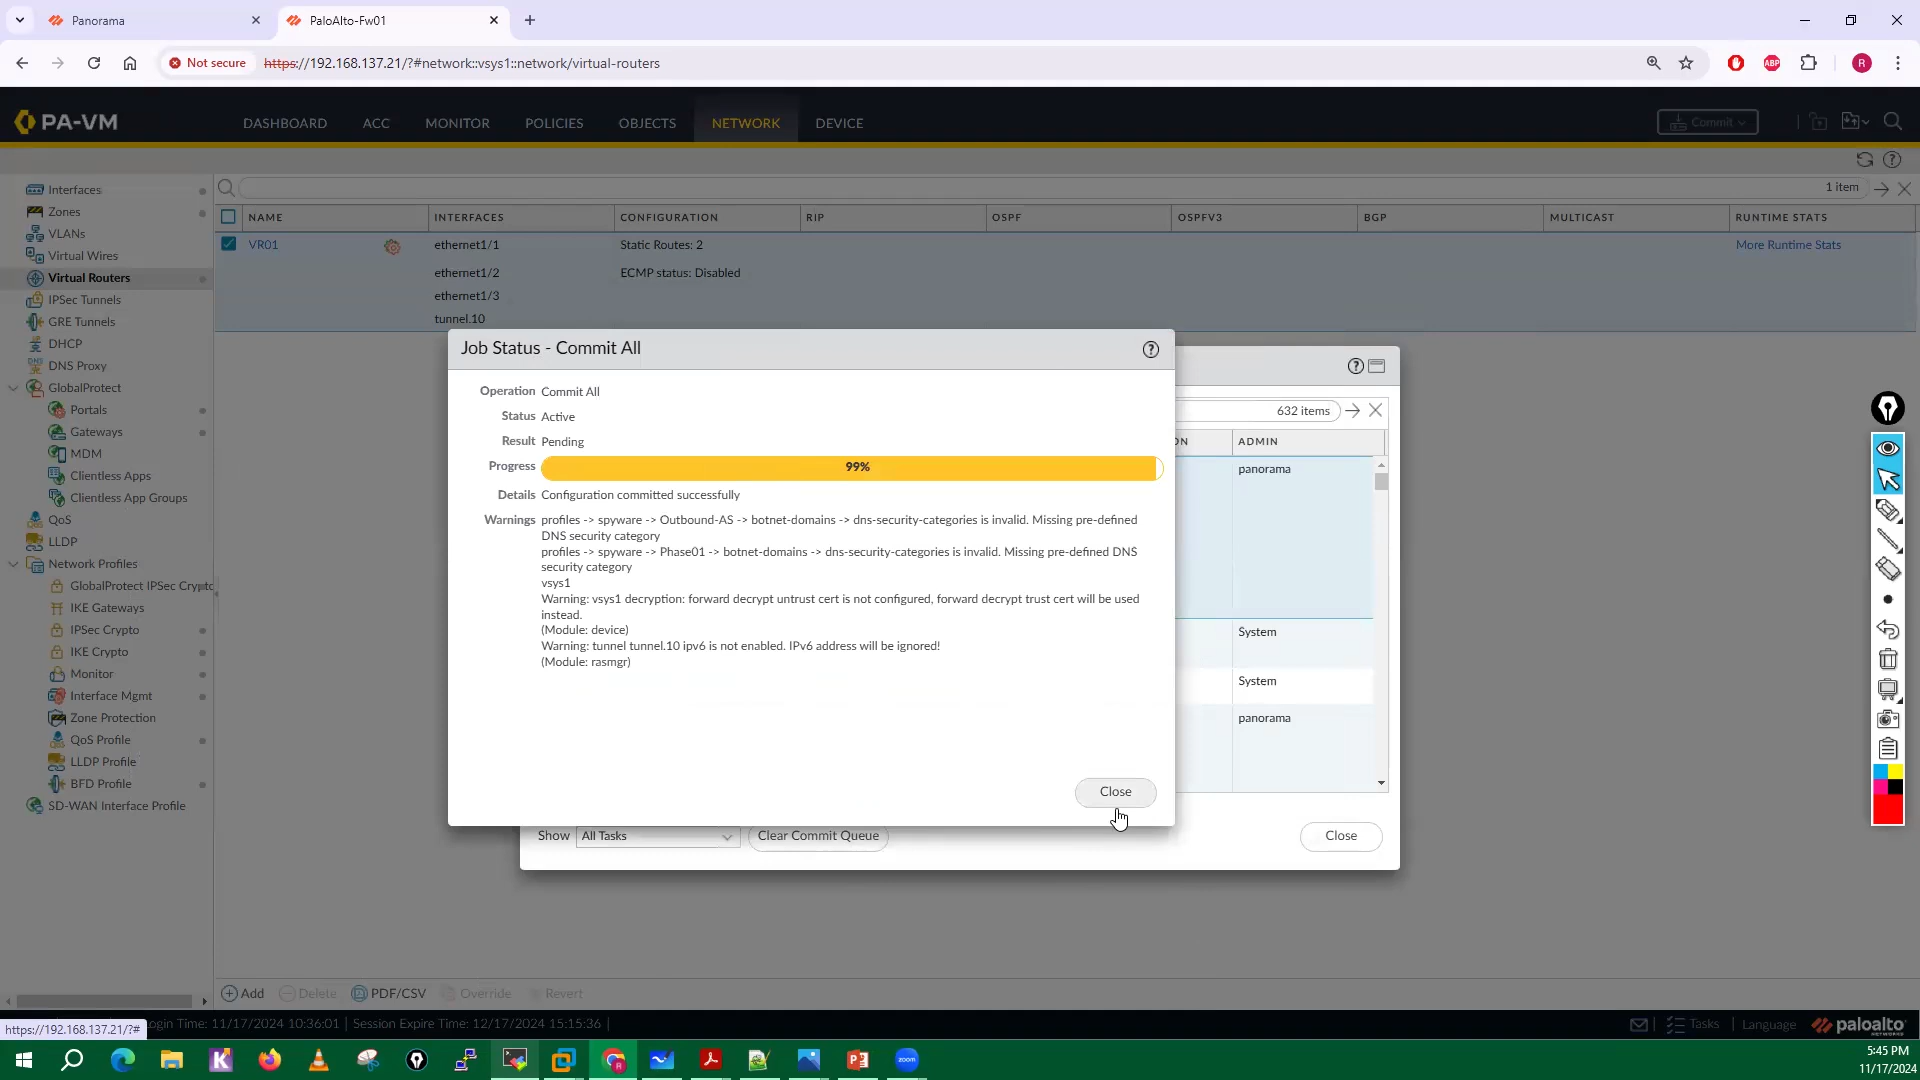 Panorama
PaloAlto-Fw01
Not secure
https://192.168.137.21/?#network::vsys1::network/virtual-routers
ABP
R
PA-VM
DASHBOARD
ACC
MONITOR
POLICIES
OBJECTS
NETWORK
DEVICE
Commit
1 item
Interfaces
Zones
VLANs
Virtual Wires
Virtual Routers
IPSec Tunnels
GRE Tunnels
DHCP
DNS Proxy
GlobalProtect
Portals
Gateways
MDM
Clientless Apps
Clientless App Groups
QoS
LLDP
Network Profiles
GlobalProtect IPSec Crypto
IKE Gateways
IPSec Crypto
IKE Crypto
Monitor
Interface Mgmt
Zone Protection
QoS Profile
LLDP Profile
BFD Profile
SD-WAN Interface Profile
NAME INTERFACES CONFIGURATION RIP OSPF OSPFV3 BGP MULTICAST RUNTIME STATS
VR01 ethernet1/1 Static Routes: 2 More Runtime Stats
ethernet1/2 ECMP status: Disabled
ethernet1/3
tunnel.10
Job Status - Commit All
Operation Commit All
Status Active
Result Pending
Progress 99%
Details Configuration committed successfully
Warnings profiles -> spyware -> Outbound-AS -> botnet-domains -> dns-security-categories is invalid. Missing pre-defined
DNS security category
profiles -> spyware -> Phase01 -> botnet-domains -> dns-security-categories is invalid. Missing pre-defined DNS
security category
vsys1
Warning: vsys1 decryption: forward decrypt untrust cert is not configured, forward decrypt trust cert will be used
instead.
(Module: device)
Warning: tunnel tunnel.10 ipv6 is not enabled. IPv6 address will be ignored!
(Module: rasmgr)
Close
632 items
ON ADMIN
panorama
System
System
panorama
Show All Tasks Clear Commit Queue Close
Add Delete PDF/CSV Override Revert
https://192.168.137.21/?#
ogin Time: 11/17/2024 10:36:01 | Session Expire Time: 12/17/2024 15:15:36 |
Tasks | Language paloalto
NETWORKS
zoom
5:45 PM
11/17/2024